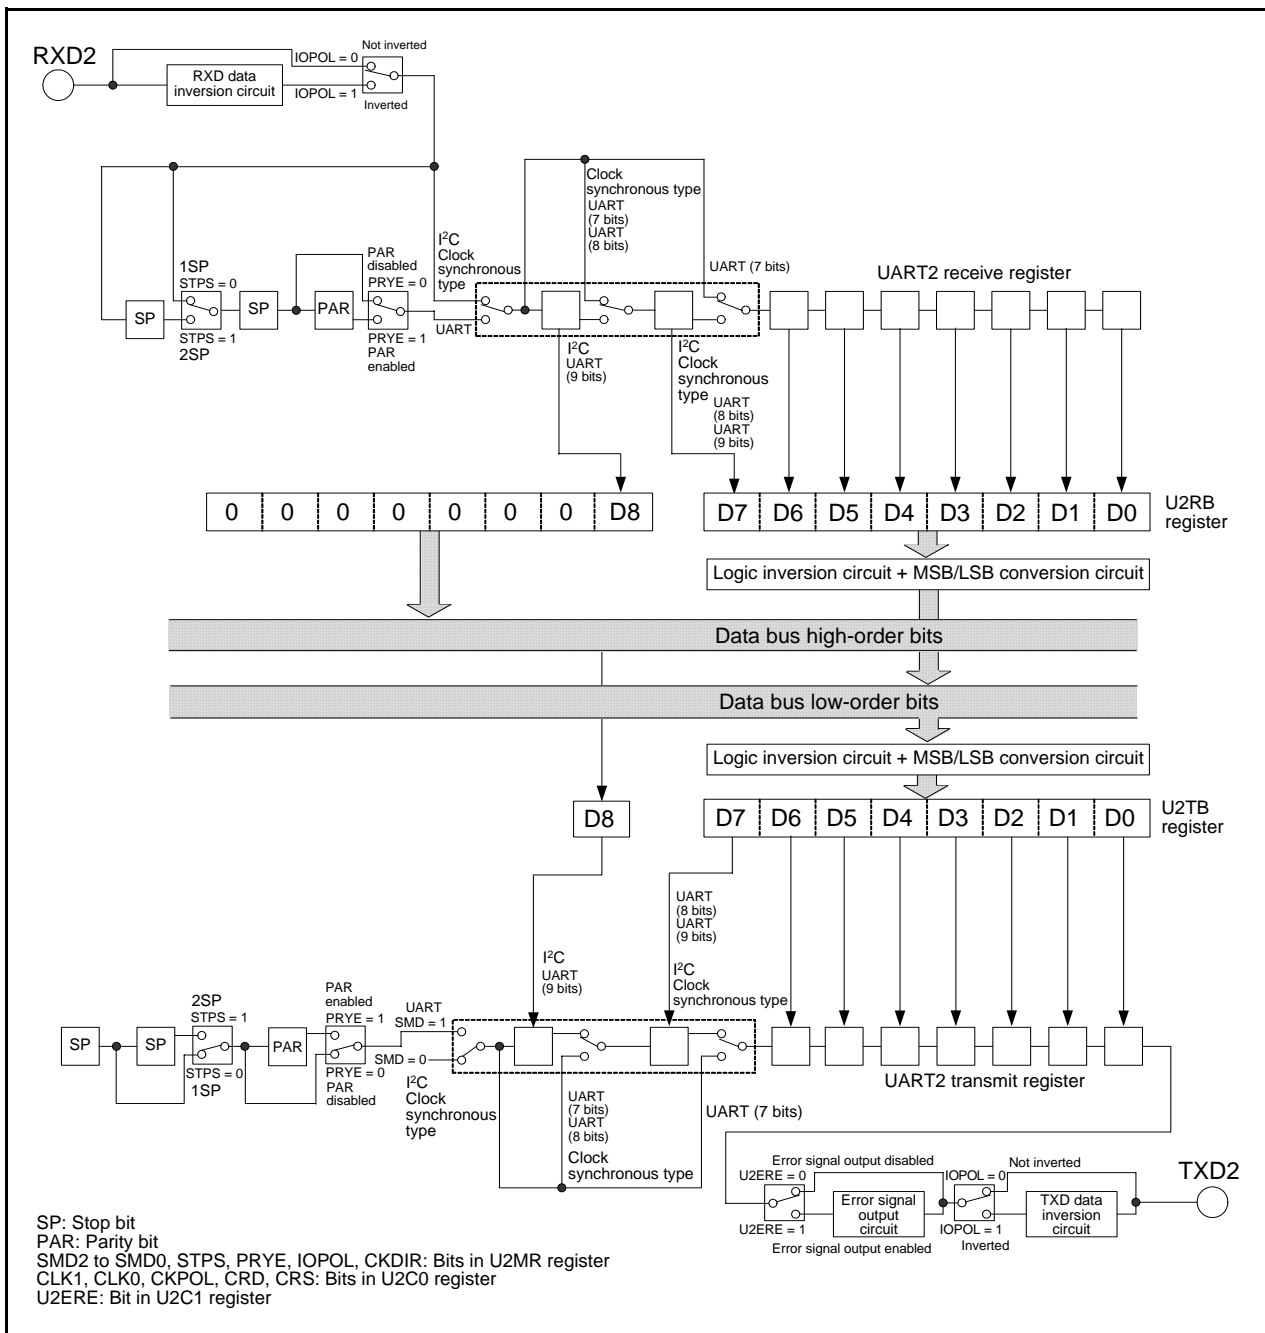 RXD2
Not inverted
IOPOL = 0
RXD data
inversion circuit
IOPOL = 1
Inverted
Clock
synchronous type
UART
(7 bits)
UART
(8 bits)
I²C
Clock
synchronous
type
PAR
disabled
PRYE = 0
1SP
STPS = 0
UART (7 bits)
UART2 receive register
SP
SP
PAR
UART
STPS = 1
2SP
PRYE = 1
PAR
enabled
I²C
UART
(9 bits)
I²C
Clock
synchronous
type
UART
(8 bits)
UART
(9 bits)
0 0 0 0 0 0 0 D8
D7 D6 D5 D4 D3 D2 D1 D0
U2RB
register
Logic inversion circuit + MSB/LSB conversion circuit
Data bus high-order bits
Data bus low-order bits
Logic inversion circuit + MSB/LSB conversion circuit
D8
D7 D6 D5 D4 D3 D2 D1 D0
U2TB
register
UART
(8 bits)
UART
(9 bits)
I²C
UART
(9 bits)
I²C
Clock
synchronous type
2SP
STPS = 1
PAR
enabled
PRYE = 1
UART
SMD = 1
SP
SP
PAR
SMD = 0
STPS = 0
1SP
PRYE = 0
PAR
disabled
I²C
Clock
synchronous
type
UART
(7 bits)
UART
(8 bits)
Clock
synchronous type
UART (7 bits)
UART2 transmit register
Error signal output disabled
U2ERE = 0
IOPOL = 0
Not inverted
TXD2
Error signal
output
circuit
TXD data
inversion
circuit
U2ERE = 1
Error signal output enabled
IOPOL = 1
Inverted
SP: Stop bit
PAR: Parity bit
SMD2 to SMD0, STPS, PRYE, IOPOL, CKDIR: Bits in U2MR register
CLK1, CLK0, CKPOL, CRD, CRS: Bits in U2C0 register
U2ERE: Bit in U2C1 register